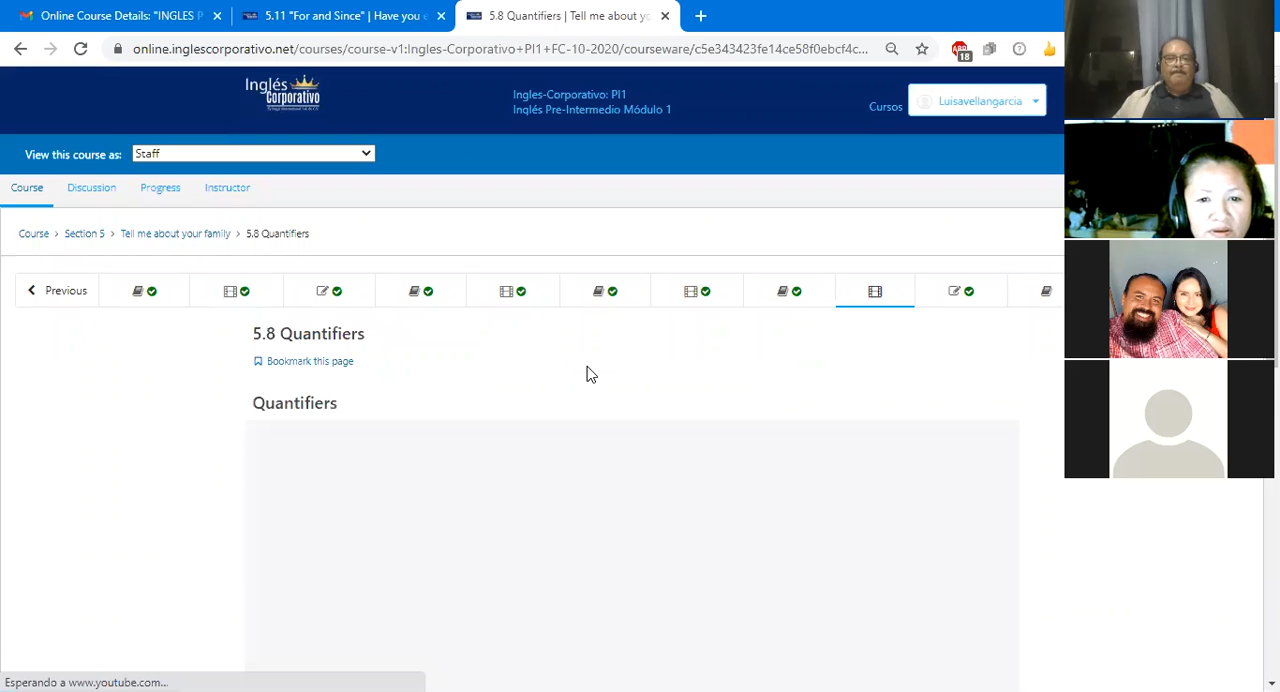 Online Course Details: "INGLES P
5.11 "For and Since" | Have you e
5.8 Quantifiers | Tell me about yo
online.inglescorporativo.net/courses/course-v1:Ingles-Corporativo+PI1+FC-10-2020/courseware/c5e343423fe14ce58f0ebcf4c...
ABP
18
Inglés
Corporativo
Ingles-Corporativo: PI1
Inglés Pre-Intermedio Módulo 1
Cursos
Luisavellangarcia
View this course as:
Staff
Course
Discussion
Progress
Instructor
Course > Section 5 > Tell me about your family > 5.8 Quantifiers
Previous
5.8 Quantifiers
Bookmark this page
Quantifiers
Esperando a www.youtube.com...